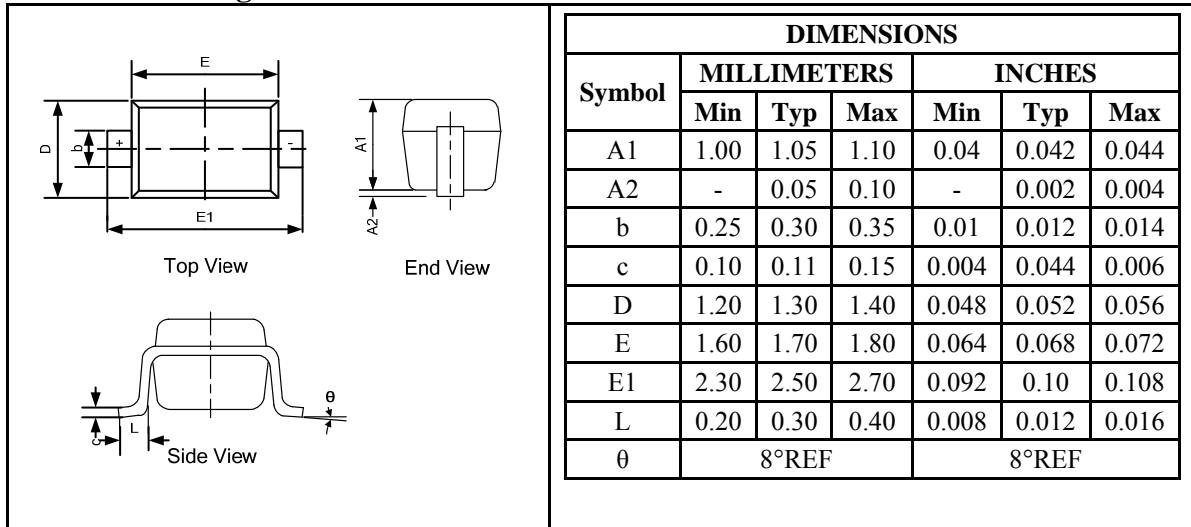 E
D
b
+
-
E1
Top View
A1
A2
End View
c
L
θ
Side View
DIMENSIONS
Symbol MILLIMETERS INCHES
Min Typ Max Min Typ Max
A1 1.00 1.05 1.10 0.04 0.042 0.044
A2 - 0.05 0.10 - 0.002 0.004
b 0.25 0.30 0.35 0.01 0.012 0.014
c 0.10 0.11 0.15 0.004 0.044 0.006
D 1.20 1.30 1.40 0.048 0.052 0.056
E 1.60 1.70 1.80 0.064 0.068 0.072
E1 2.30 2.50 2.70 0.092 0.10 0.108
L 0.20 0.30 0.40 0.008 0.012 0.016
θ 8°REF 8°REF